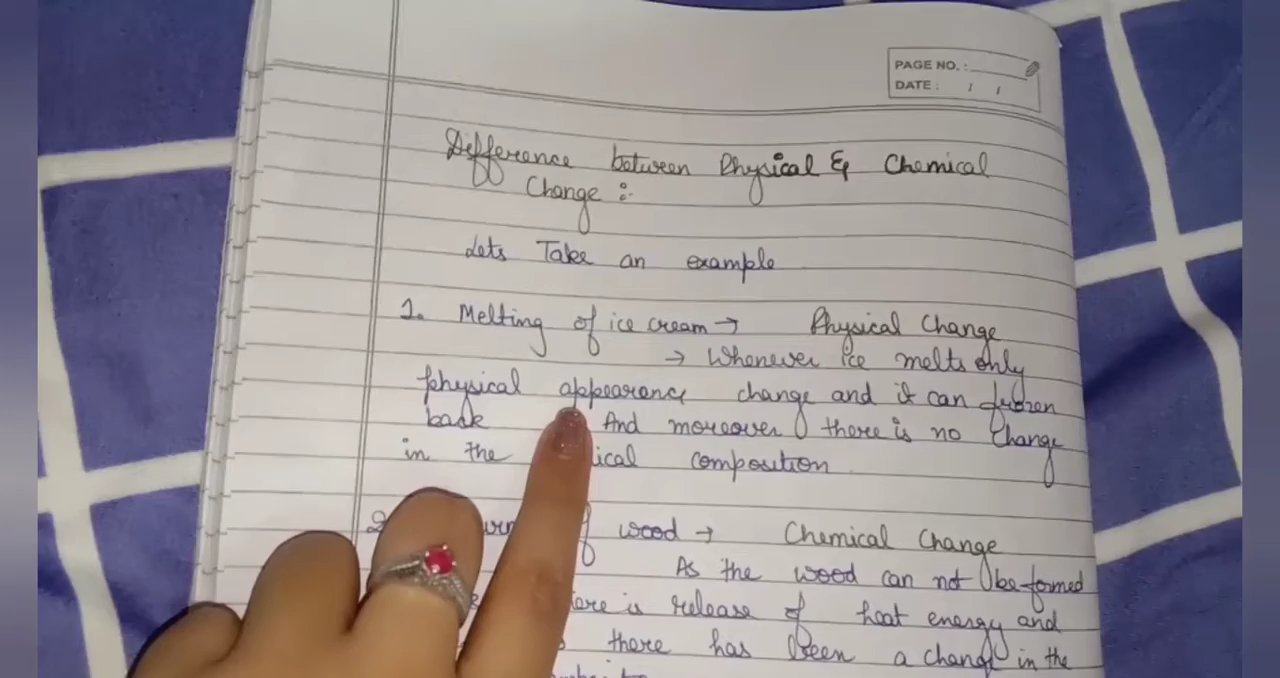 PAGE NO. :
DATE : / /
Difference between Physical & Chemical
Change :-
Lets Take an example
1. Melting of ice cream → Physical Change
→ Whenever ice melts only
physical appearance change and it can frozen
back And moreover there is no change
in the ical composition
2. urn f wood → Chemical Change
As the wood can not be formed
ere is release of heat energy and
there has been a change in the